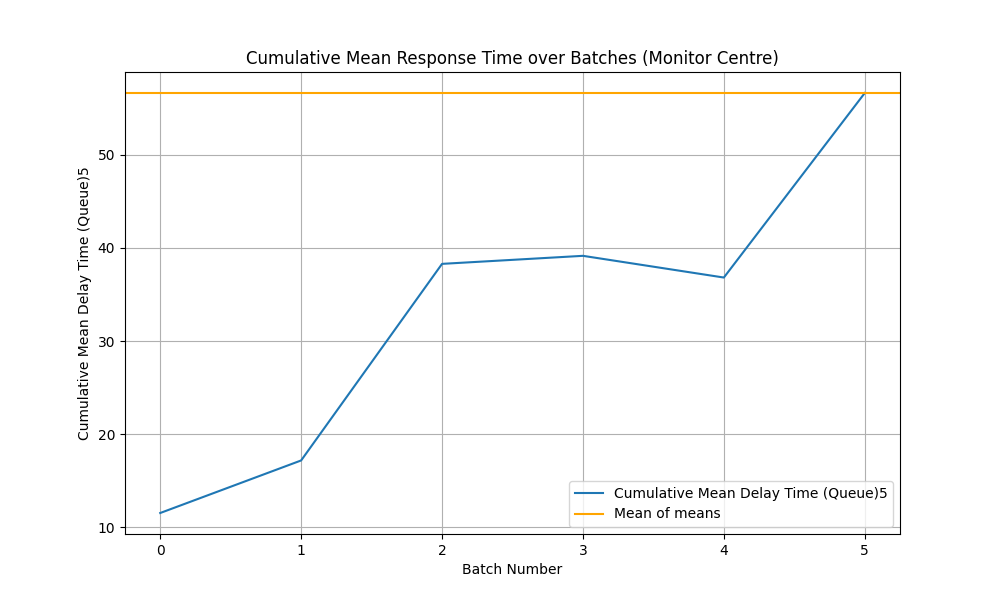 Cumulative Mean Response Time over Batches (Monitor Centre)
Cumulative Mean Delay Time (Queue)5
50
40
30
20
10
0 1 2 3 4 5
Batch Number
Cumulative Mean Delay Time (Queue)5
Mean of means